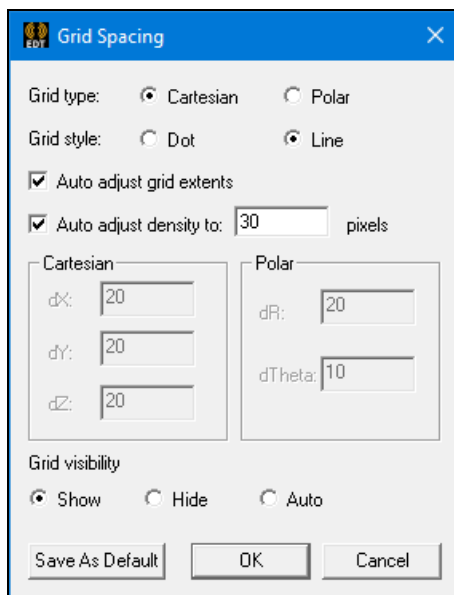 EDT Grid Spacing
Grid type: Cartesian Polar
Grid style: Dot Line
Auto adjust grid extents
Auto adjust density to: 30 pixels
Cartesian Polar
dX: 20 dR: 20
dY: 20 dTheta: 10
dZ: 20
Grid visibility
Show Hide Auto
Save As Default OK Cancel